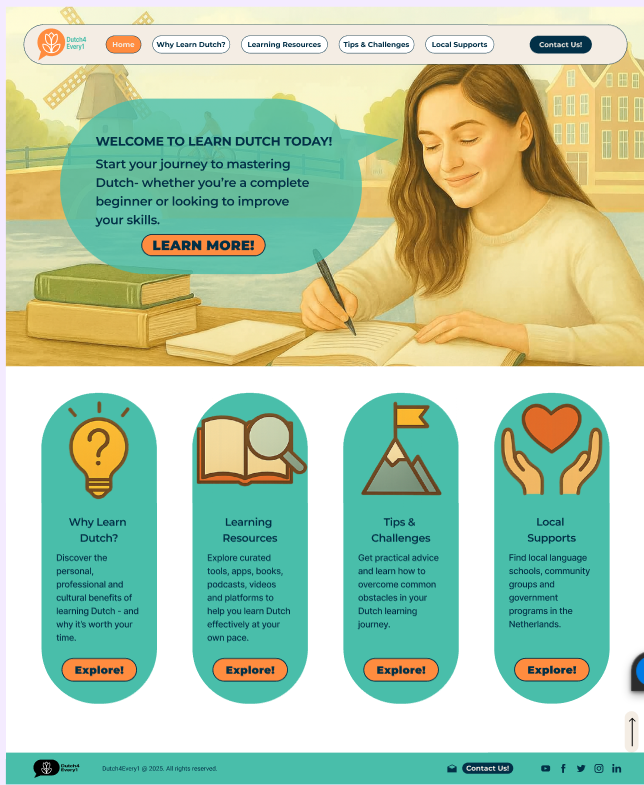 Dutch4
Every1
Home
Why Learn Dutch?
Learning Resources
Tips & Challenges
Local Supports
Contact Us!
WELCOME TO LEARN DUTCH TODAY!
Start your journey to mastering
Dutch- whether you're a complete
beginner or looking to improve
your skills.
LEARN MORE!
Why Learn
Dutch?
Discover the
personal,
professional and
cultural benefits of
learning Dutch - and
why it's worth your
time.
Explore!
Learning
Resources
Explore curated
tools, apps, books,
podcasts, videos
and platforms to
help you learn Dutch
effectively at your
own pace.
Explore!
Tips &
Challenges
Get practical advice
and learn how to
overcome common
obstacles in your
Dutch learning
journey.
Explore!
Local
Supports
Find local language
schools, community
groups and
government
programs in the
Netherlands.
Explore!
Dutch4
Every1
Dutch4Every1 @ 2025. All rights reserved.
Contact Us!